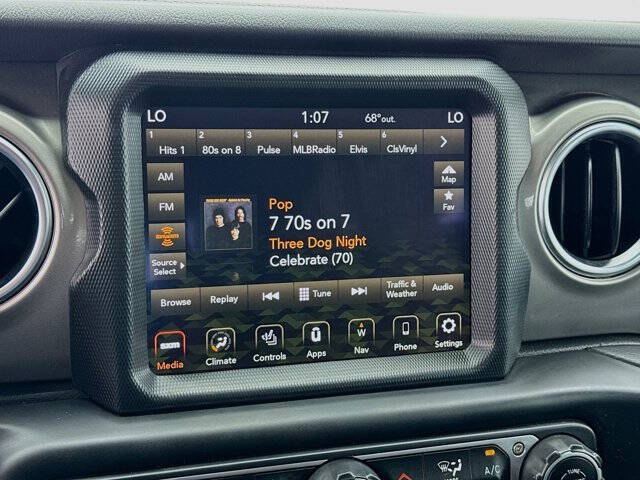 LO 1:07 68°out. LO
1 2 3 4 5 6
Hits 1 80s on 8 Pulse MLBRadio Elvis ClsVinyl
AM
Map
FM
Fav
Pop
7 70s on 7
Three Dog Night
Celebrate (70)
Source
Select
Browse Replay Tune Traffic &
Weather
Audio
W
Media Climate Controls Apps Nav Phone Settings
A/C